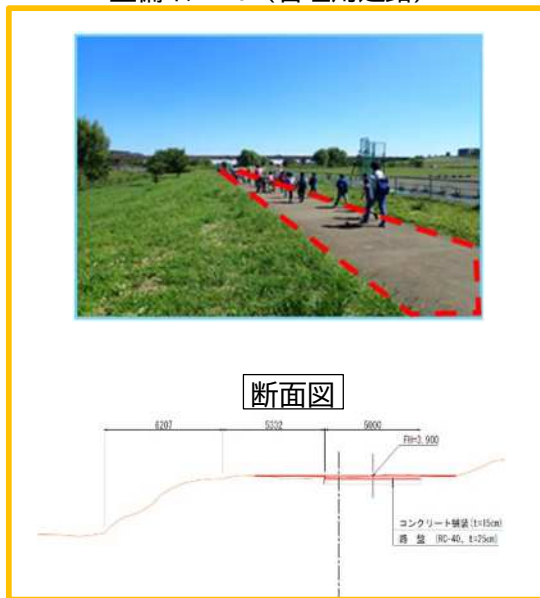 断面図
6207 5332 5000
FH=3.900
コンクリート舗装(t=15cm)
路 盤 (RC-40, t=25cm)